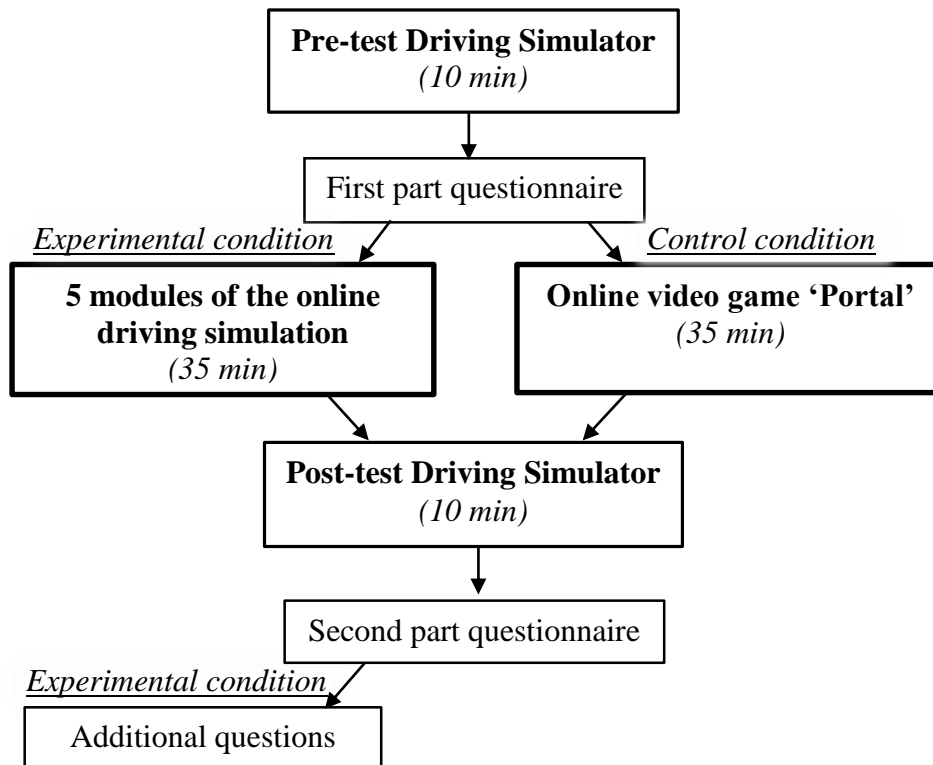 Pre-test Driving Simulator
(10 min)
First part questionnaire
Experimental condition
Control condition
5 modules of the online
driving simulation
(35 min)
Online video game ‘Portal’
(35 min)
Post-test Driving Simulator
(10 min)
Second part questionnaire
Experimental condition
Additional questions